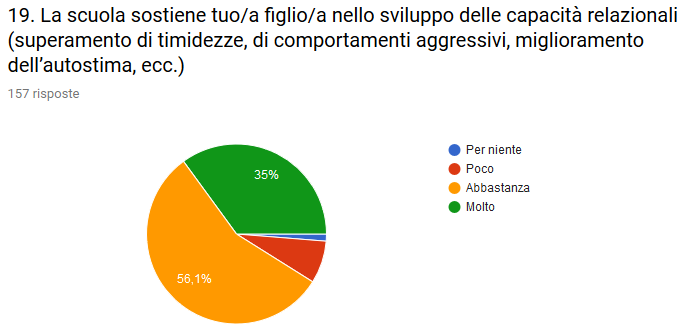 19. La scuola sostiene tuo/a figlio/a nello sviluppo delle capacità relazionali
(superamento di timidezze, di comportamenti aggressivi, miglioramento
dell'autostima, ecc.)
157 risposte
Per niente
Poco
Abbastanza
Molto
35%
56,1%